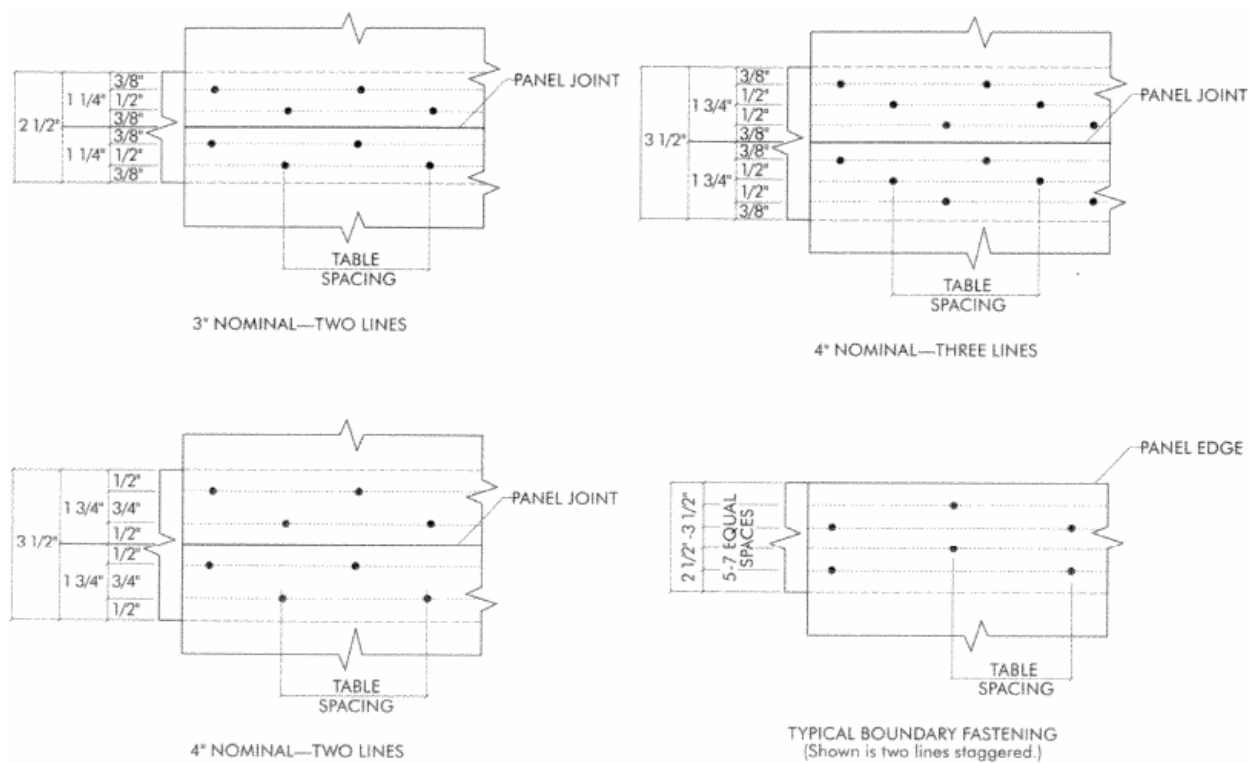 3/8"
1/2"
3/8"
3/8"
1/2"
3/8"
1 1/4"
1 1/4"
2 1/2"
PANEL JOINT
TABLE
SPACING
3" NOMINAL—TWO LINES
3/8"
1/2"
1/2"
3/8"
3/8"
1/2"
1/2"
3/8"
1 3/4"
1 3/4"
3 1/2"
PANEL JOINT
TABLE
SPACING
4" NOMINAL—THREE LINES
1/2"
3/4"
1/2"
1/2"
3/4"
1/2"
1 3/4"
1 3/4"
3 1/2"
PANEL JOINT
TABLE
SPACING
4" NOMINAL—TWO LINES
PANEL EDGE
2 1/2" -3 1/2"
5-7 EQUAL
SPACES
TABLE
SPACING
TYPICAL BOUNDARY FASTENING
(Shown is two lines staggered.)